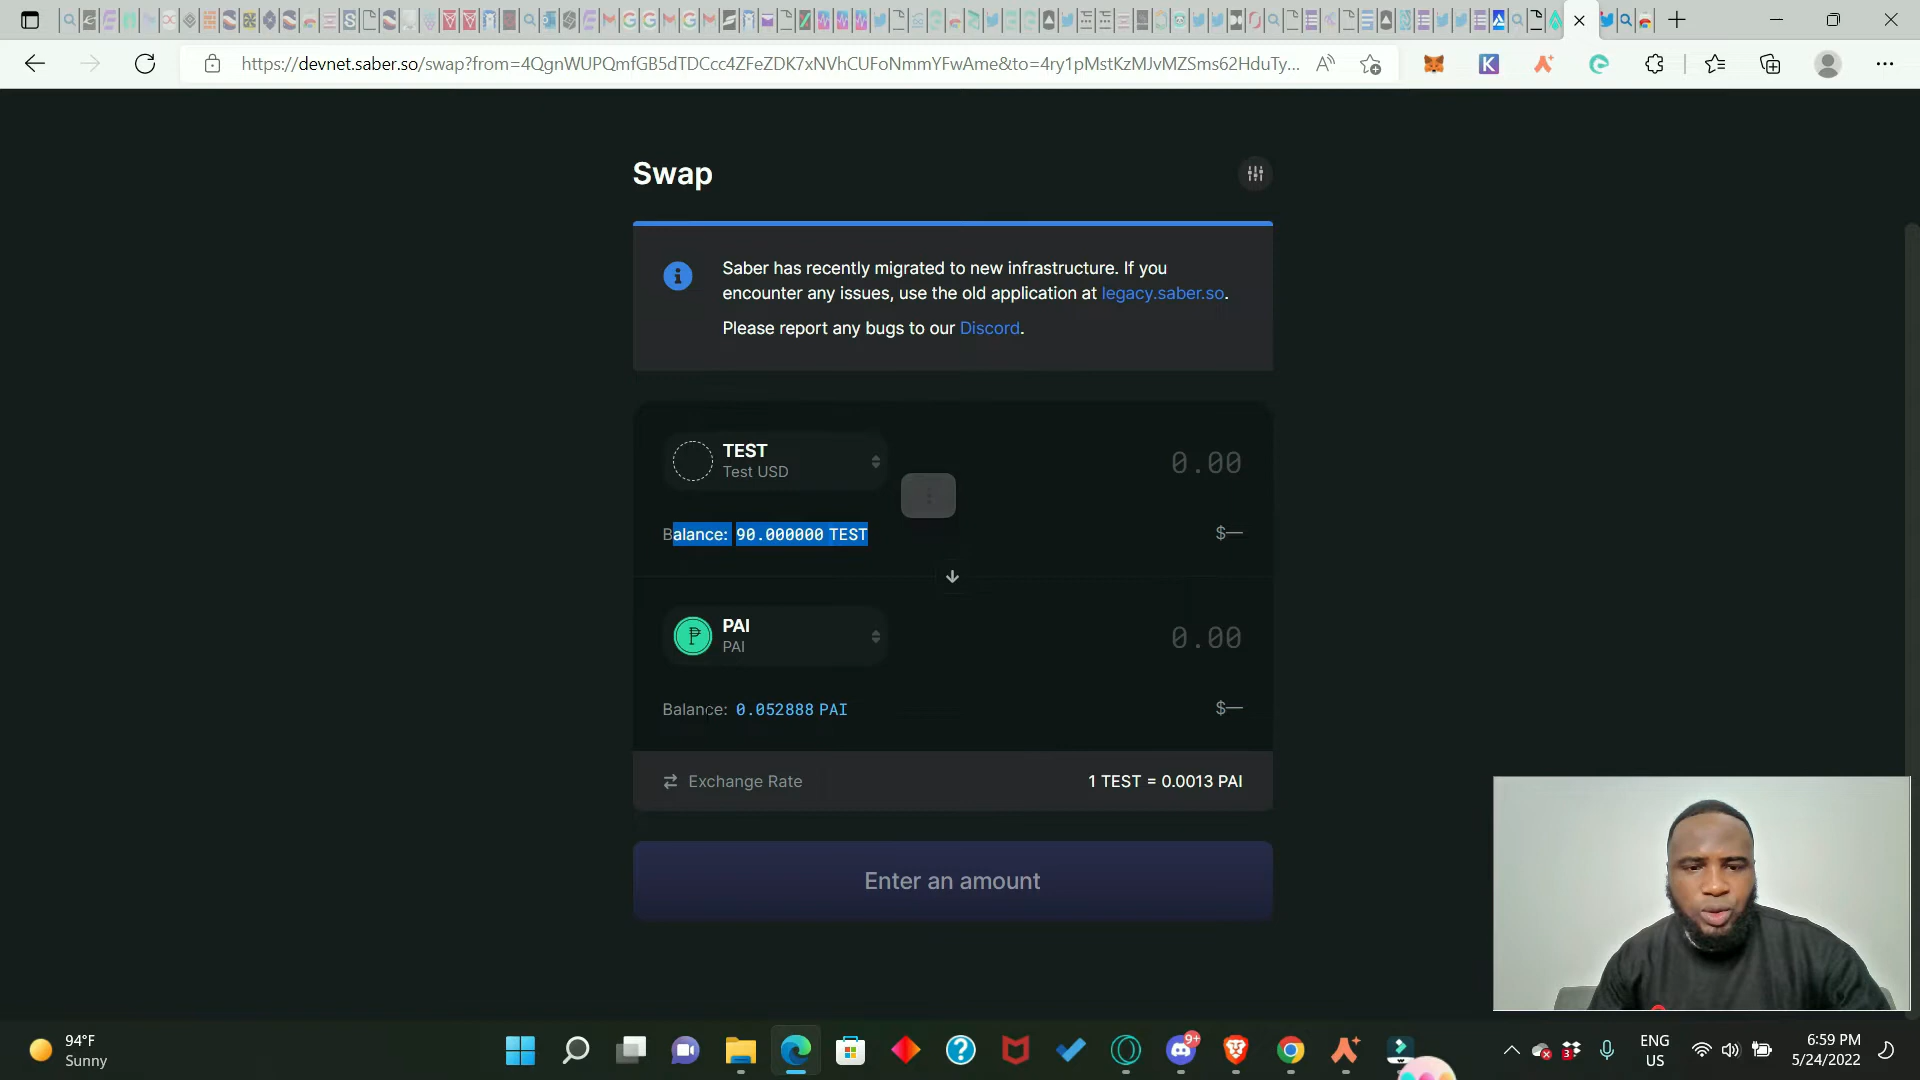 https://devnet.saber.so/swap?from=4QgnWUPQmfGB5dTDCcc4ZFeZDK7xNVhCUFoNmmYFwAme&to=4ry1pMstKzMJvMZSms62HduTy...
Swap
Saber has recently migrated to new infrastructure. If you
encounter any issues, use the old application at legacy.saber.so.
Please report any bugs to our Discord.
TEST
Test USD
0.00
Balance: 90.000000 TEST
$—
PAI
PAI
0.00
Balance: 0.052888 PAI
$—
Exchange Rate
1 TEST = 0.0013 PAI
Enter an amount
94°F
Sunny
9+
3
ENG
US
6:59 PM
5/24/2022